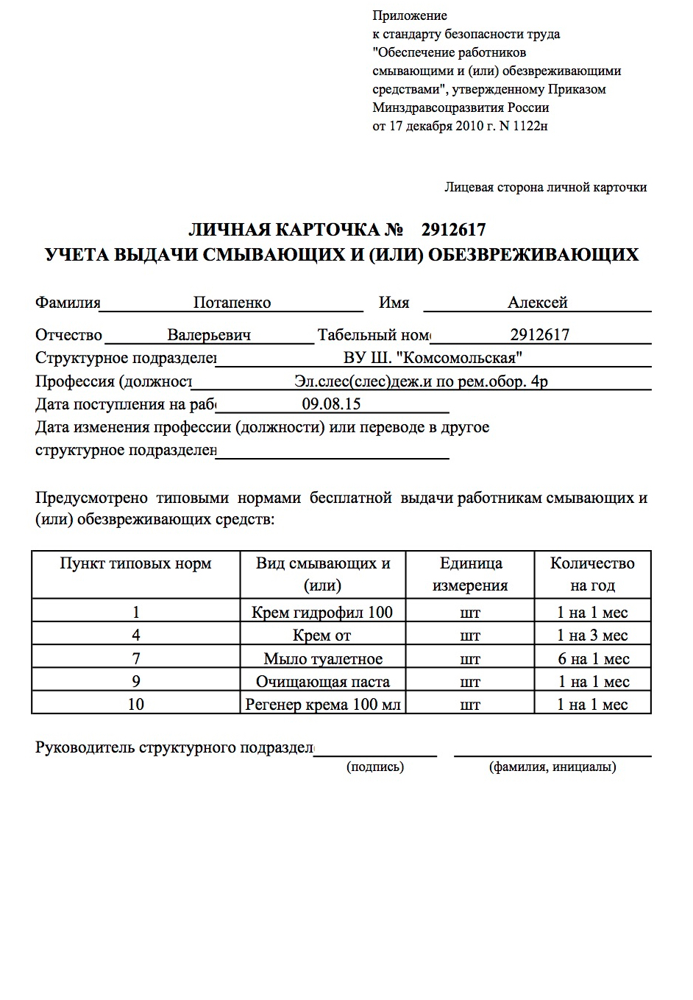 Приложение
к стандарту безопасности труда
"Обеспечение работников
смывающими и (или) обезвреживающими
средствами", утвержденному Приказом
Минздравсоцразвития России
от 17 декабря 2010 г. N 1122н
Лицевая сторона личной карточки
ЛИЧНАЯ КАРТОЧКА № 2912617
УЧЕТА ВЫДАЧИ СМЫВАЮЩИХ И (ИЛИ) ОБЕЗВРЕЖИВАЮЩИХ
Фамилия Потапенко Имя Алексей
Отчество Валерьевич Табельный номе 2912617
Структурное подразделен ВУ Ш. "Комсомольская"
Профессия (должност Эл.слес(слес)деж.и по рем.обор. 4р
Дата поступления на рабо 09.08.15
Дата изменения профессии (должности) или переводе в другое
структурное подразделен
Предусмотрено типовыми нормами бесплатной выдачи работникам смывающих и
(или) обезвреживающих средств:
Пункт типовых норм Вид смывающих и Единица Количество
(или) измерения на год
1 Крем гидрофил 100 шт 1 на 1 мес
4 Крем от шт 1 на 3 мес
7 Мыло туалетное шт 6 на 1 мес
9 Очищающая паста шт 1 на 1 мес
10 Регенер крема 100 мл шт 1 на 1 мес
Руководитель структурного подраздел
(подпись) (фамилия, инициалы)